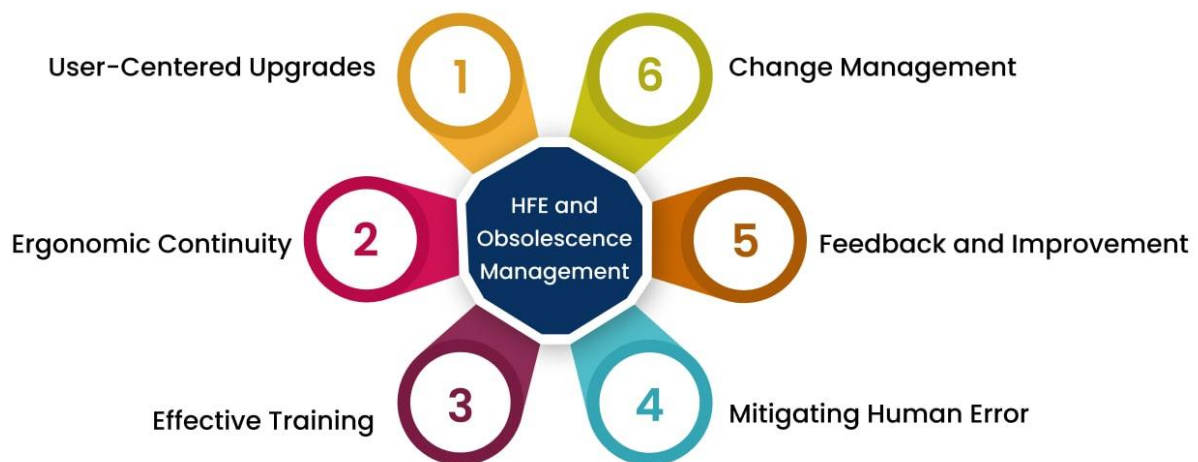 User-Centered Upgrades
1
6
Change Management
HFE and
Obsolescence
Management
Ergonomic Continuity
2
5
Feedback and Improvement
Effective Training
3
4
Mitigating Human Error